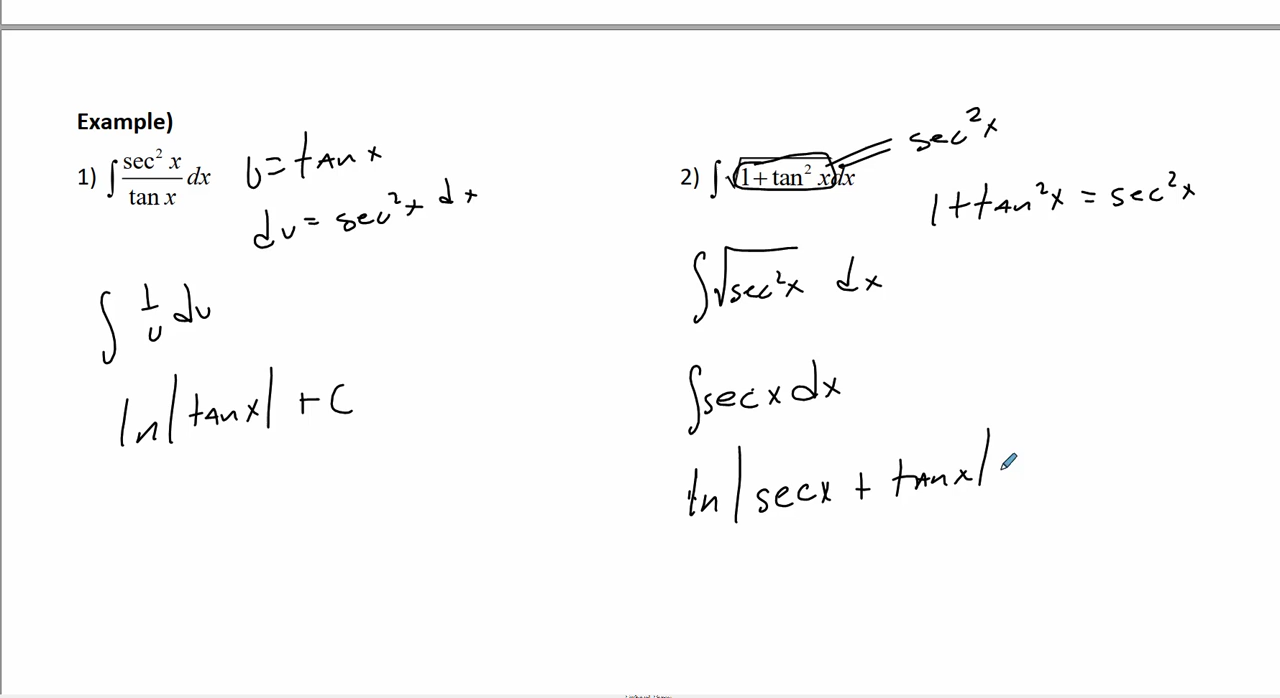 Example)
1) ∫ sec² x / tan x dx
u = tan x
du = sec² x dx
∫ 1/u du
ln|tan x| + C
2) ∫ √(1 + tan² x) dx
sec² x
1 + tan² x = sec² x
∫ √(sec² x) dx
∫ sec x dx
ln|sec x + tan x|